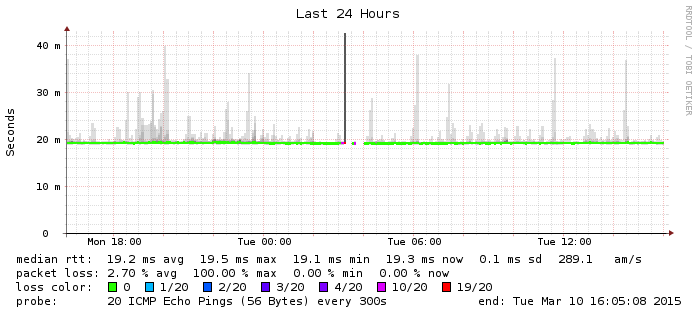 Last 24 Hours
RRDTOOL / TOBI OETIKER
Seconds
40 m
30 m
20 m
10 m
0
Mon 18:00 Tue 00:00 Tue 06:00 Tue 12:00
median rtt: 19.2 ms avg 19.5 ms max 19.1 ms min 19.3 ms now 0.1 ms sd 289.1 am/s
packet loss: 2.70 % avg 100.00 % max 0.00 % min 0.00 % now
loss color: 0 1/20 2/20 3/20 4/20 10/20 19/20
probe: 20 ICMP Echo Pings (56 Bytes) every 300s end: Tue Mar 10 16:05:08 2015